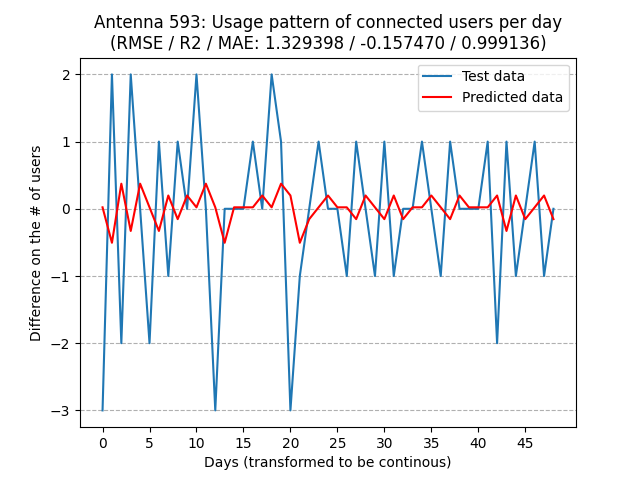 Antenna 593: Usage pattern of connected users per day
(RMSE / R2 / MAE: 1.329398 / -0.157470 / 0.999136)
Test data
Predicted data
Difference on the # of users
2
1
0
−1
−2
−3
0 5 10 15 20 25 30 35 40 45
Days (transformed to be continous)